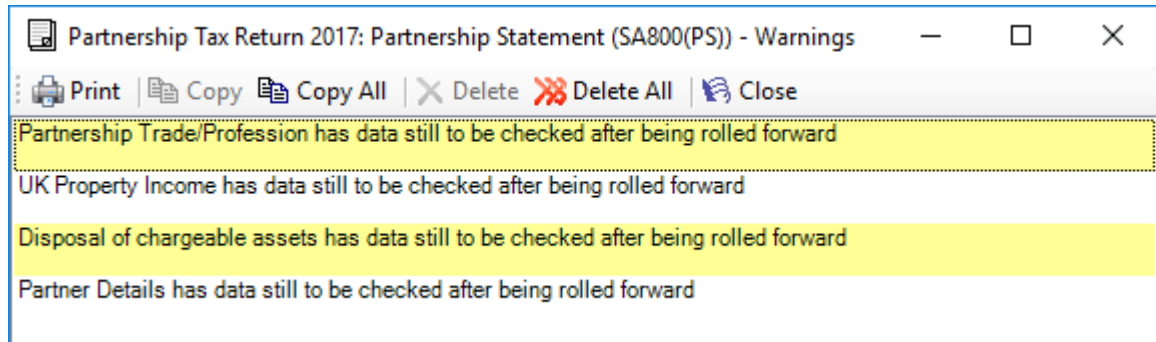 Partnership Tax Return 2017: Partnership Statement (SA800(PS)) - Warnings
Print Copy Copy All Delete Delete All Close
Partnership Trade/Profession has data still to be checked after being rolled forward
UK Property Income has data still to be checked after being rolled forward
Disposal of chargeable assets has data still to be checked after being rolled forward
Partner Details has data still to be checked after being rolled forward